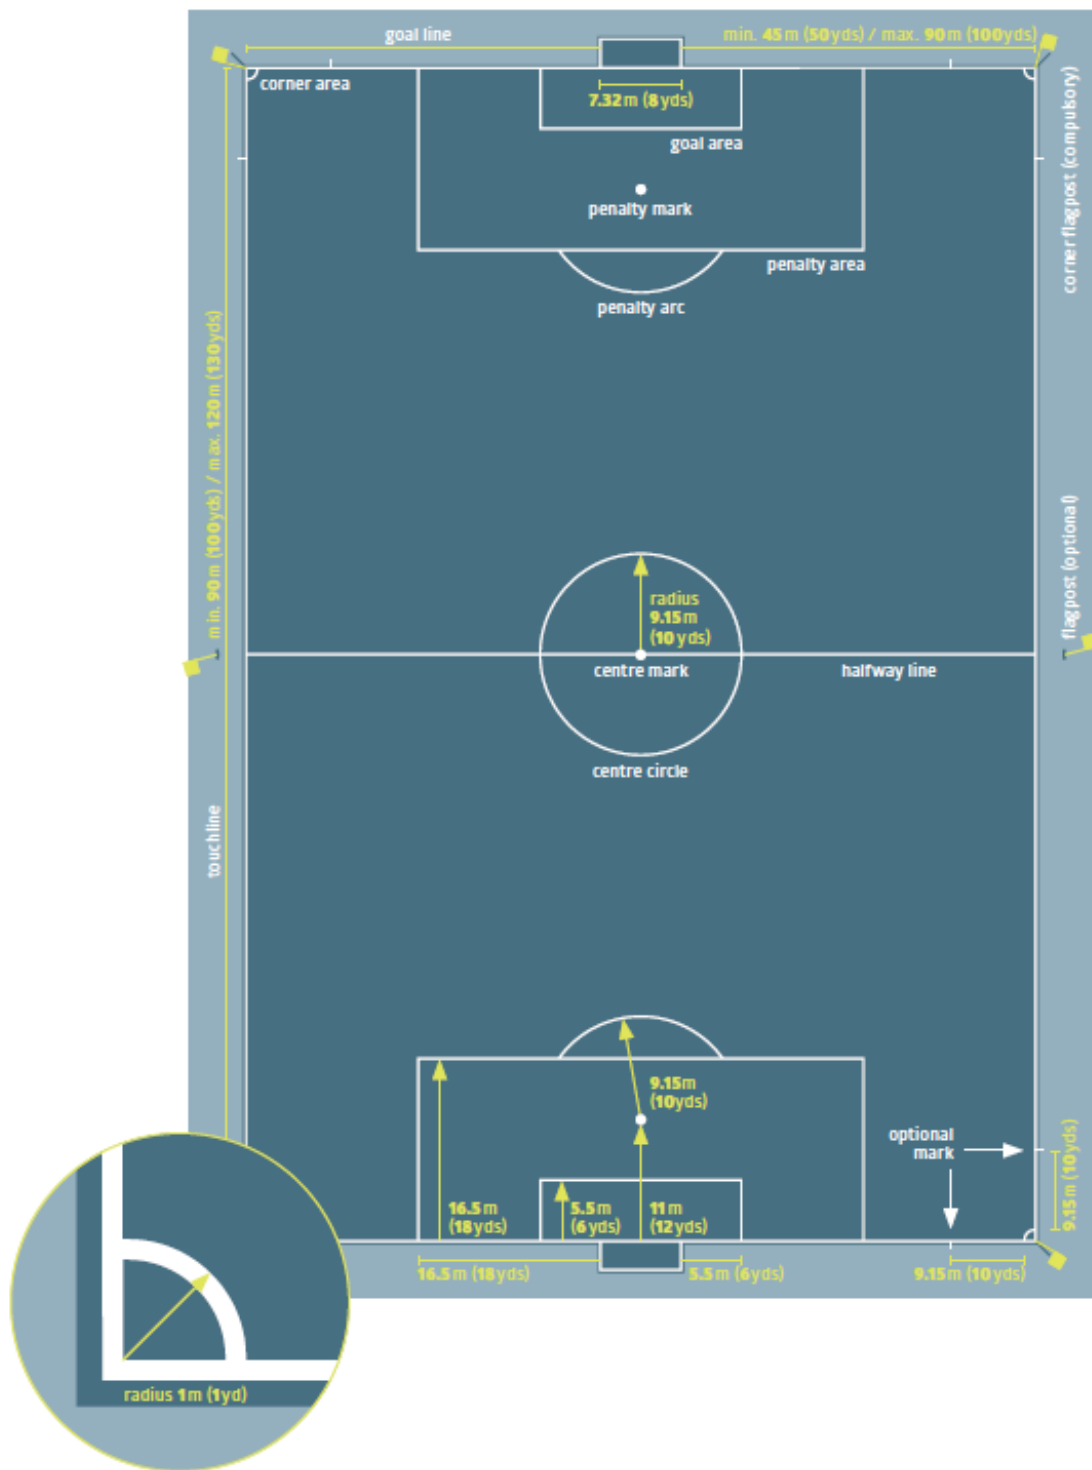 goal line
min. 45 m (50 yds) / max. 90 m (100 yds)
corner area
7.32 m (8 yds)
goal area
penalty mark
penalty area
penalty arc
corner flagpost (compulsory)
min. 90 m (100 yds) / max. 120 m (130 yds)
flagpost (optional)
radius
9.15 m
(10 yds)
centre mark
halfway line
centre circle
touchline
9.15 m
(10 yds)
optional
mark
9.15 m (10 yds)
16.5 m
(18 yds)
5.5 m
(6 yds)
11 m
(12 yds)
16.5 m (18 yds)
5.5 m (6 yds)
9.15 m (10 yds)
radius 1 m (1 yd)